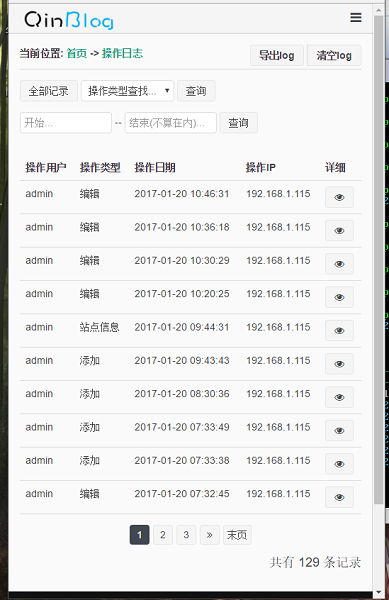 QinBlog
当前位置: 首页 -> 操作日志
导出log 清空log
全部记录 操作类型查找... 查询
开始... -- 结束(不算在内)... 查询
操作用户 操作类型 操作日期 操作IP 详细
admin 编辑 2017-01-20 10:46:31 192.168.1.115
admin 编辑 2017-01-20 10:36:18 192.168.1.115
admin 编辑 2017-01-20 10:30:29 192.168.1.115
admin 编辑 2017-01-20 10:20:25 192.168.1.115
admin 站点信息 2017-01-20 09:44:31 192.168.1.115
admin 添加 2017-01-20 09:43:43 192.168.1.115
admin 添加 2017-01-20 08:30:36 192.168.1.115
admin 添加 2017-01-20 07:33:49 192.168.1.115
admin 添加 2017-01-20 07:33:38 192.168.1.115
admin 编辑 2017-01-20 07:32:45 192.168.1.115
1 2 3 » 末页
共有 129 条记录